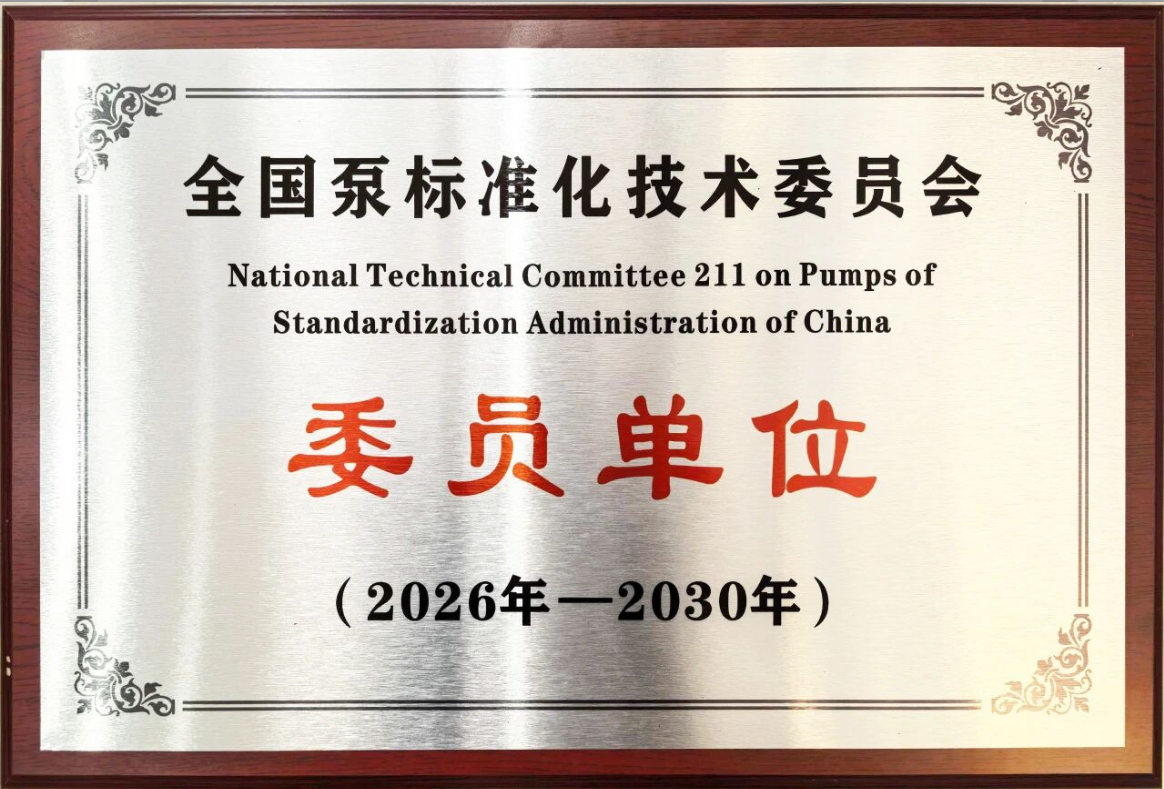 全国泵标准化技术委员会
National Technical Committee 211 on Pumps of
Standardization Administration of China
委员单位
（2026年—2030年）